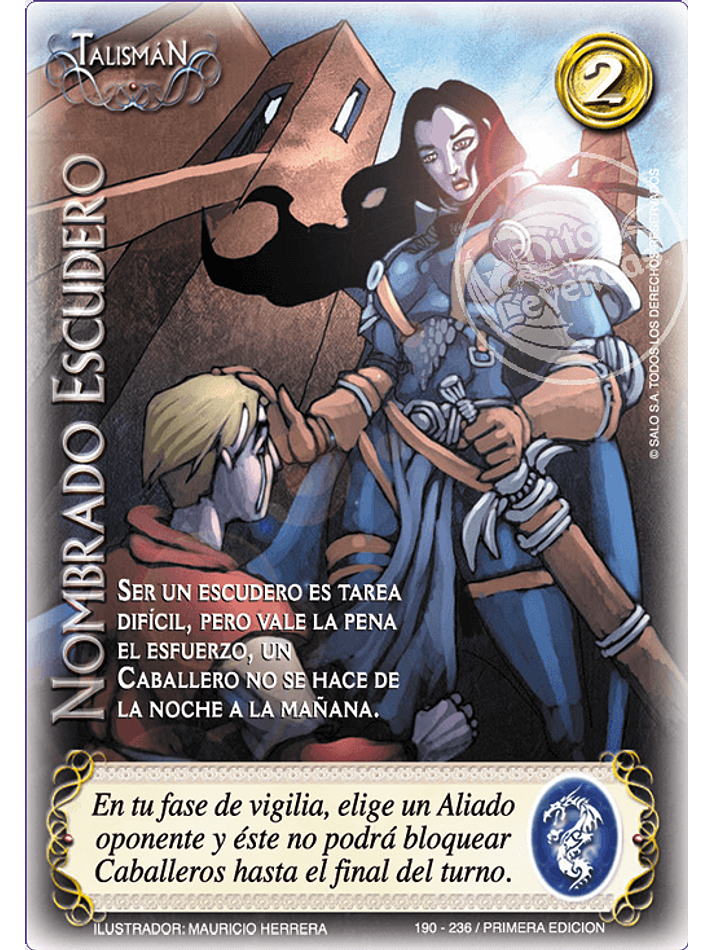 TALISMÁN
2
NOMBRADO ESCUDERO
Mitos y
Leyendas
© SALO S.A. TODOS LOS DERECHOS RESERVADOS
SER UN ESCUDERO ES TAREA
DIFÍCIL, PERO VALE LA PENA
EL ESFUERZO, UN
CABALLERO NO SE HACE DE
LA NOCHE A LA MAÑANA.
En tu fase de vigilia, elige un Aliado
oponente y éste no podrá bloquear
Caballeros hasta el final del turno.
ILUSTRADOR: MAURICIO HERRERA
190 - 236 / PRIMERA EDICION